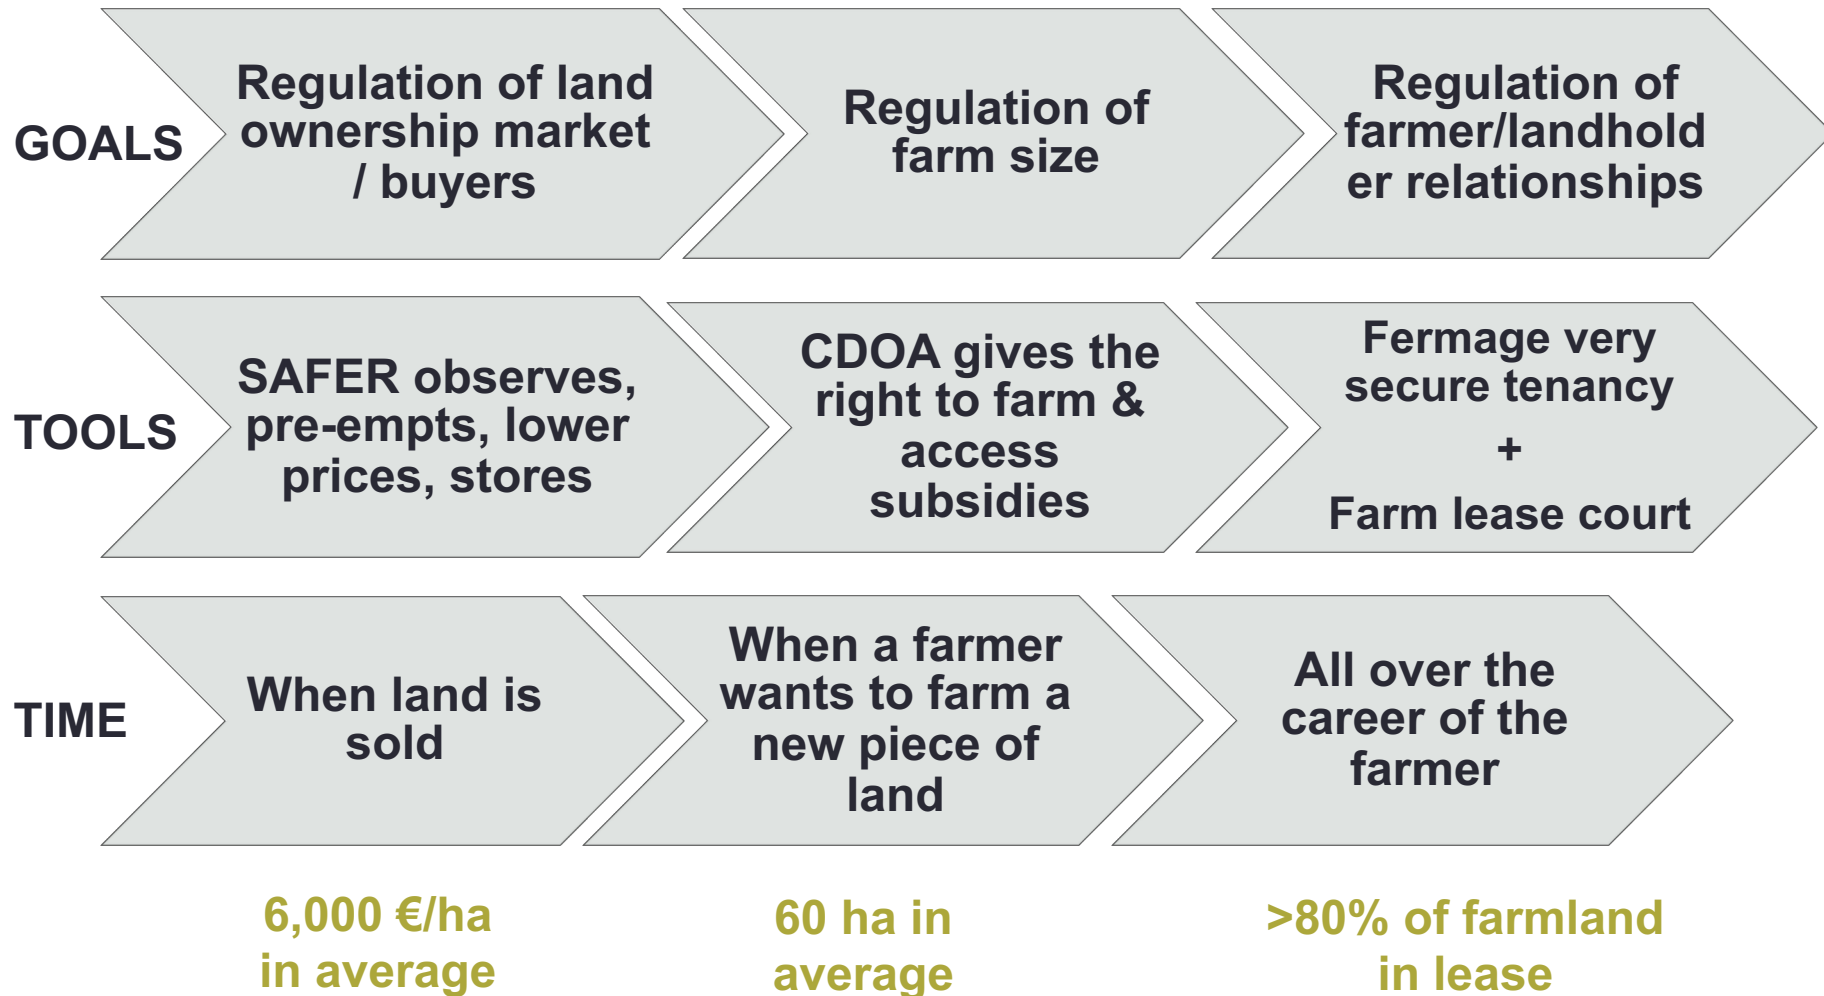 GOALS
Regulation of land
ownership market
/ buyers
Regulation of
farm size
Regulation of
farmer/landhold
er relationships
TOOLS
SAFER observes,
pre-empts, lower
prices, stores
CDOA gives the
right to farm &
access
subsidies
Fermage very
secure tenancy
+
Farm lease court
TIME
When land is
sold
When a farmer
wants to farm a
new piece of
land
All over the
career of the
farmer
6,000 €/ha
in average
60 ha in
average
>80% of farmland
in lease